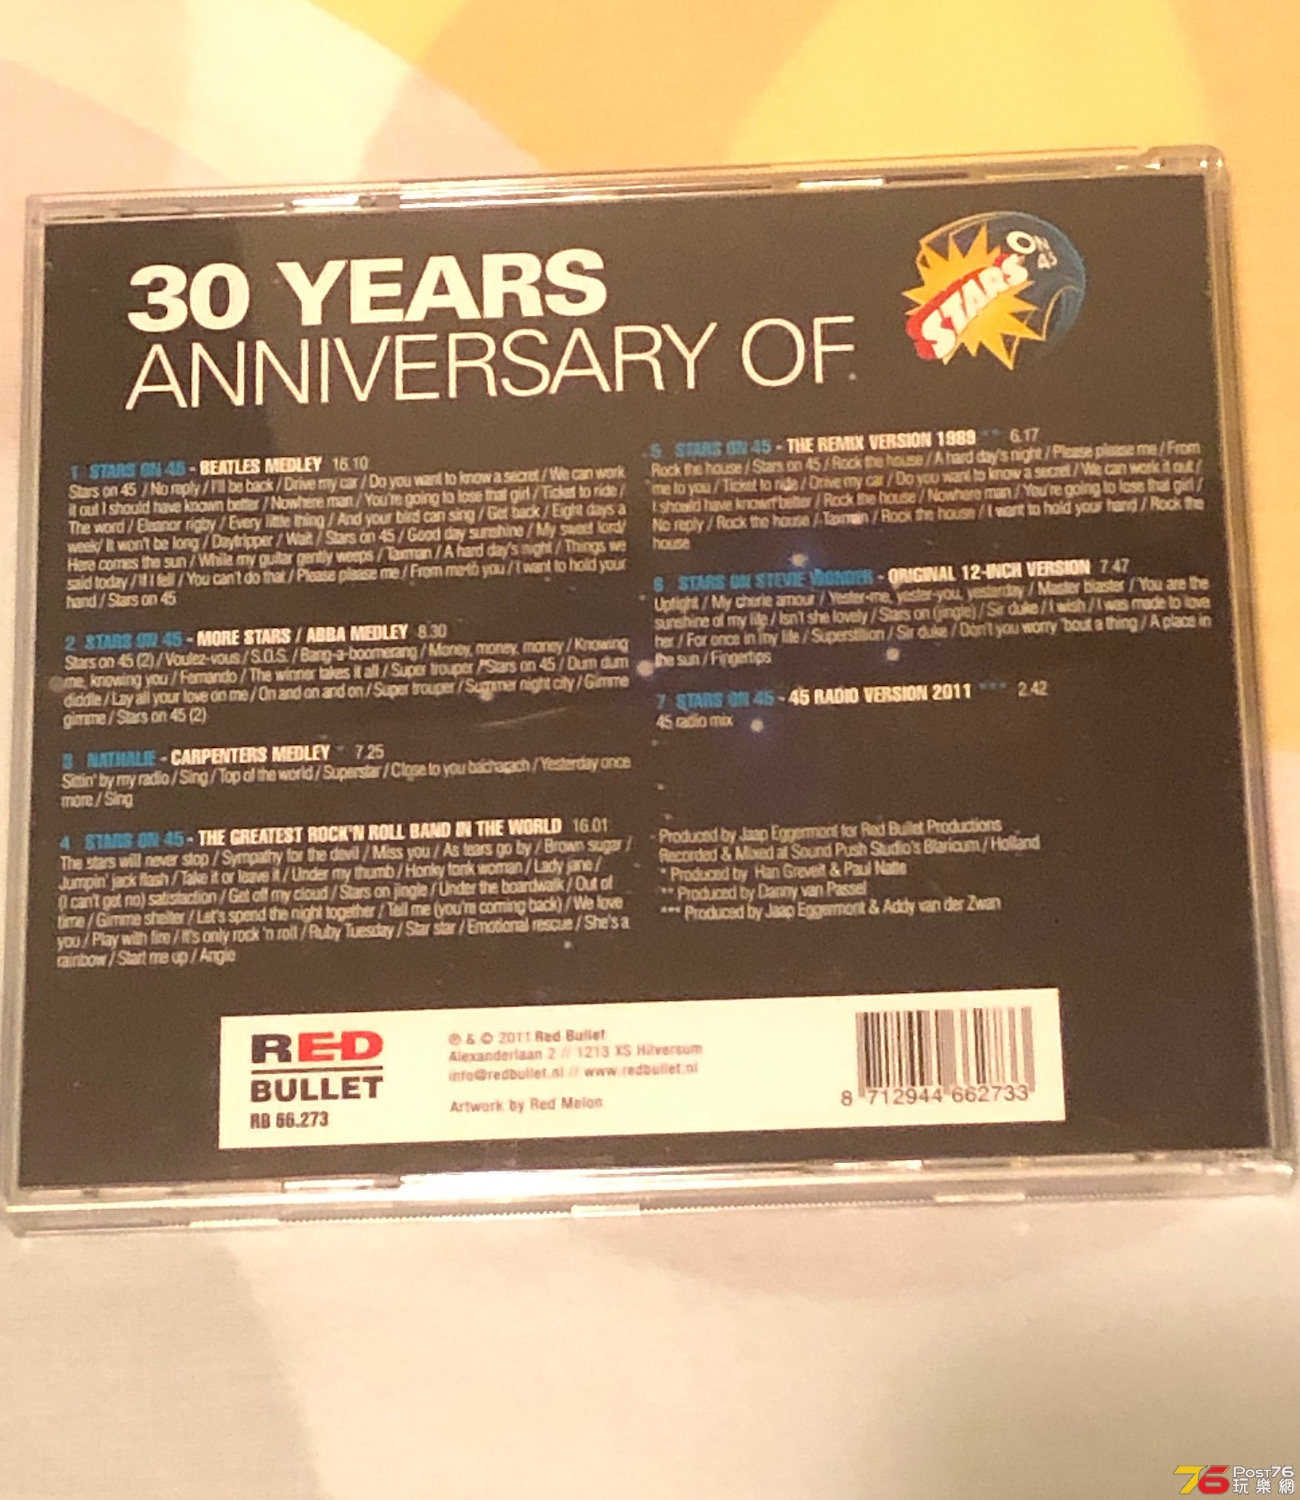 30 YEARS
ANNIVERSARY OF
STARS
ON
45
1 STARS ON 45 - BEATLES MEDLEY 16.10
Stars on 45 / No reply / I'll be back / Drive my car / Do you want to know a secret / We can work
it out I should have known better / Nowhere man / You're going to lose that girl / Ticket to ride /
The word / Eleanor rigby / Every little thing / And your bird can sing / Get back / Eight days a
week/ It won't be long / Daytripper / Wait / Stars on 45 / Good day sunshine / My sweet lord/
Here comes the sun / While my guitar gently weeps / Taxman / A hard day's night / Things we
said today / If I fell / You can't do that / Please please me / From me to you / I want to hold your
hand / Stars on 45
2 STARS ON 45 - MORE STARS / ABBA MEDLEY 8.30
Stars on 45 (2) / Voulez-vous / S.O.S. / Bang-a-boomerang / Money, money, money / Knowing
me, knowing you / Fernando / The winner takes it all / Super trouper / Stars on 45 / Dum dum
diddle / Lay all your love on me / On and on and on / Super trouper / Summer night city / Gimme
gimme / Stars on 45 (2)
3 NATHALIE - CARPENTERS MEDLEY * 7.25
Sittin' by my radio / Sing / Top of the world / Superstar / Close to you bacharach / Yesterday once
more / Sing
4 STARS ON 45 - THE GREATEST ROCK'N ROLL BAND IN THE WORLD 16.01
The stars will never stop / Sympathy for the devil / Miss you / As tears go by / Brown sugar /
Jumpin' jack flash / Take it or leave it / Under my thumb / Honky tonk woman / Lady jane /
(I can't get no) satisfaction / Get off my cloud / Stars on jingle / Under the boardwalk / Out of
time / Gimme shelter / Let's spend the night together / Tell me (you're coming back) / We love
you / Play with fire / It's only rock 'n roll / Ruby Tuesday / Star star / Emotional rescue / She's a
rainbow / Start me up / Angie
5 STARS ON 45 - THE REMIX VERSION 1989 ** 6.17
Rock the house / Stars on 45 / Rock the house / A hard day's night / Please please me / From
me to you / Ticket to ride / Drive my car / Do you want to know a secret / We can work it out /
I should have known better / Rock the house / Nowhere man / You're going to lose that girl /
No reply / Rock the house / Taxman / Rock the house / I want to hold your hand / Rock the
house
6 STARS ON STEVIE WONDER - ORIGINAL 12-INCH VERSION 7.47
Uptight / My cherie amour / Yester-me, yester-you, yesterday / Master blaster / You are the
sunshine of my life / Isn't she lovely / Stars on (jingle) / Sir duke / I wish / I was made to love
her / For once in my life / Superstition / Sir duke / Don't you worry 'bout a thing / A place in
the sun / Fingertips
7 STARS ON 45 - 45 RADIO VERSION 2011 *** 2.42
45 radio mix
Produced by Jaap Eggermont for Red Bullet Productions
Recorded & Mixed at Sound Push Studio's Blaricum / Holland
* Produced by Han Grevelt & Paul Natte
** Produced by Danny van Passel
*** Produced by Jaap Eggermont & Addy van der Zwan
RED
BULLET
RB 66.273
℗ & © 2011 Red Bullet
Alexanderlaan 2 // 1213 XS Hilversum
info@redbullet.nl // www.redbullet.nl
Artwork by Red Melon
8 712944 662733
76 Post76
玩樂網